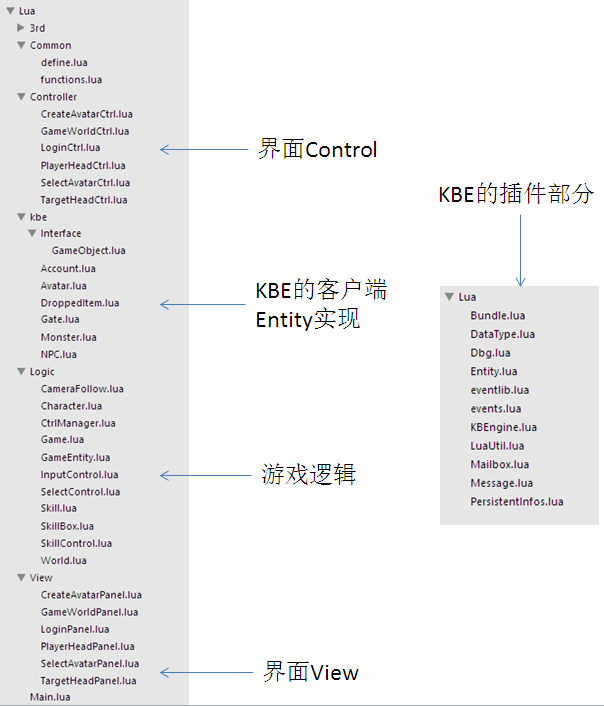 Lua
3rd
Common
define.lua
functions.lua
Controller
CreateAvatarCtrl.lua
GameWorldCtrl.lua
LoginCtrl.lua
PlayerHeadCtrl.lua
SelectAvatarCtrl.lua
TargetHeadCtrl.lua
kbe
Interface
GameObject.lua
Account.lua
Avatar.lua
DroppedItem.lua
Gate.lua
Monster.lua
NPC.lua
Logic
CameraFollow.lua
Character.lua
CtrlManager.lua
Game.lua
GameEntity.lua
InputControl.lua
SelectControl.lua
Skill.lua
SkillBox.lua
SkillControl.lua
World.lua
View
CreateAvatarPanel.lua
GameWorldPanel.lua
LoginPanel.lua
PlayerHeadPanel.lua
SelectAvatarPanel.lua
TargetHeadPanel.lua
Main.lua
界面Control
KBE的客户端
Entity实现
游戏逻辑
界面View
KBE的插件部分
Lua
Bundle.lua
DataType.lua
Dbg.lua
Entity.lua
eventlib.lua
events.lua
KBEngine.lua
LuaUtil.lua
Mailbox.lua
Message.lua
PersistentInfos.lua